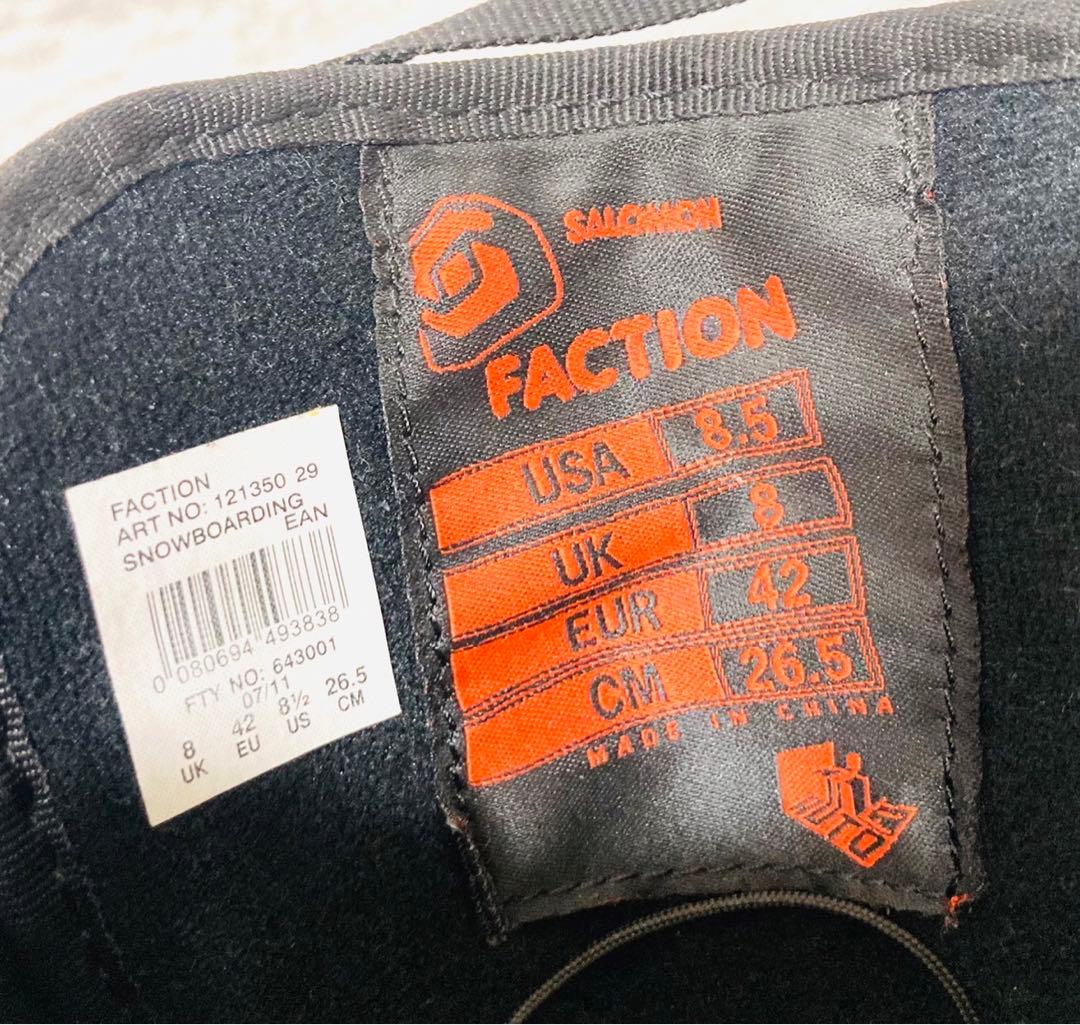 FACTION
ART NO: 121350 29
SNOWBOARDING
EAN
0 080694 493838
FTY NO: 643001
07/11
8 42 8½ 26.5
UK EU US CM
SALOMON
FACTION
USA 8.5
UK 8
EUR 42
CM 26.5
MADE IN CHINA